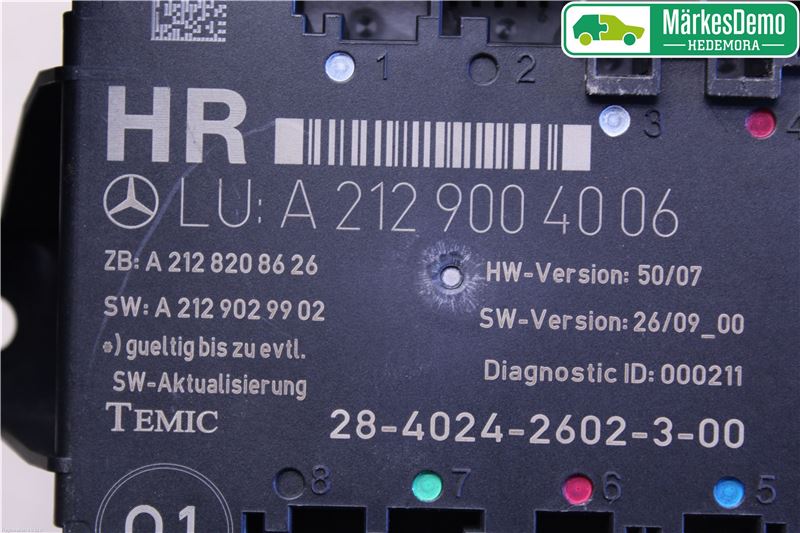 MärkesDemo
HEDEMORA
1 2
3 4
HR
LU: A 212 900 40 06
ZB: A 212 820 86 26
HW-Version: 50/07
SW: A 212 902 99 02
SW-Version: 26/09_00
*) gueltig bis zu evtl.
SW-Aktualisierung
Diagnostic ID: 000211
TEMIC
28-4024-2602-3-00
8 7 6 5
01